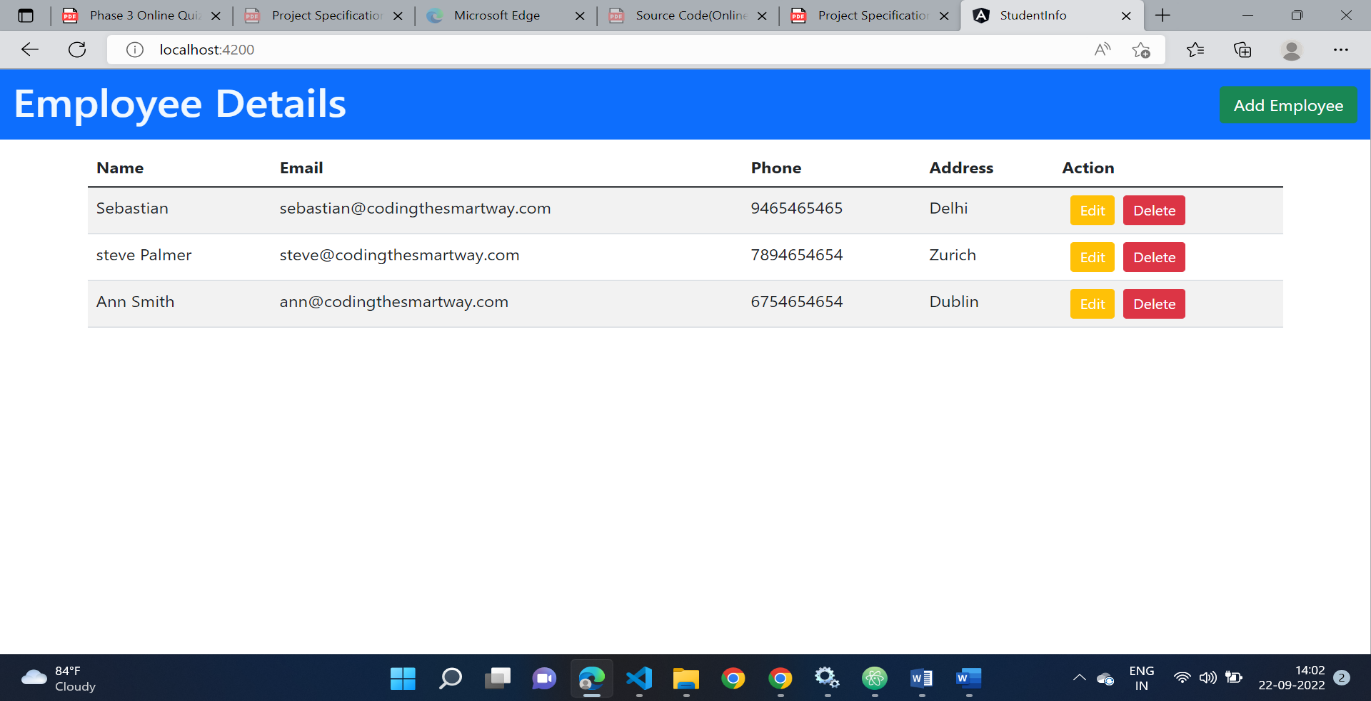 Phase 3 Online Qui
Project Specification
Microsoft Edge
Source Code(Online
Project Specification
StudentInfo
localhost:4200
Employee Details
Add Employee
Name Email Phone Address Action
Sebastian sebastian@codingthesmartway.com 9465465465 Delhi Edit Delete
steve Palmer steve@codingthesmartway.com 7894654654 Zurich Edit Delete
Ann Smith ann@codingthesmartway.com 6754654654 Dublin Edit Delete
84°F
Cloudy
ENG
IN
14:02
22-09-2022
2